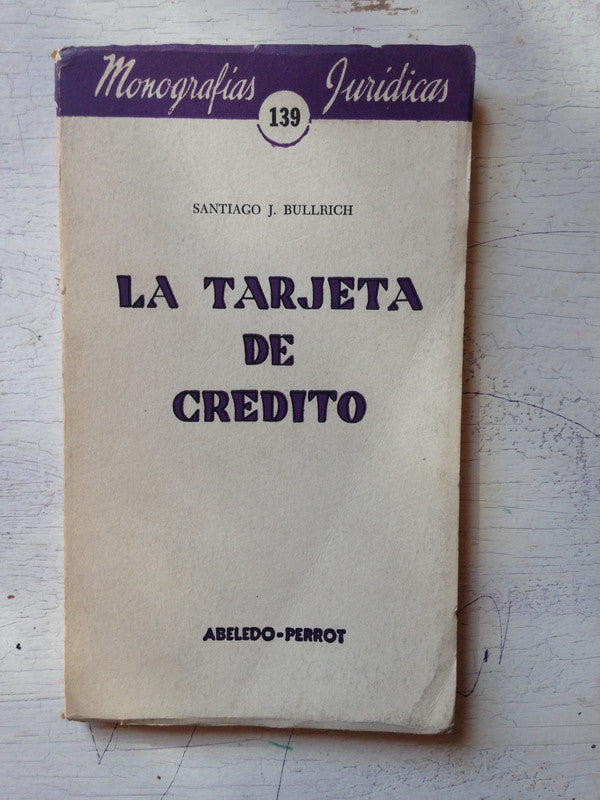 Monografías Jurídicas
139
SANTIAGO J. BULLRICH
LA TARJETA
DE
CREDITO
ABELEDO-PERROT